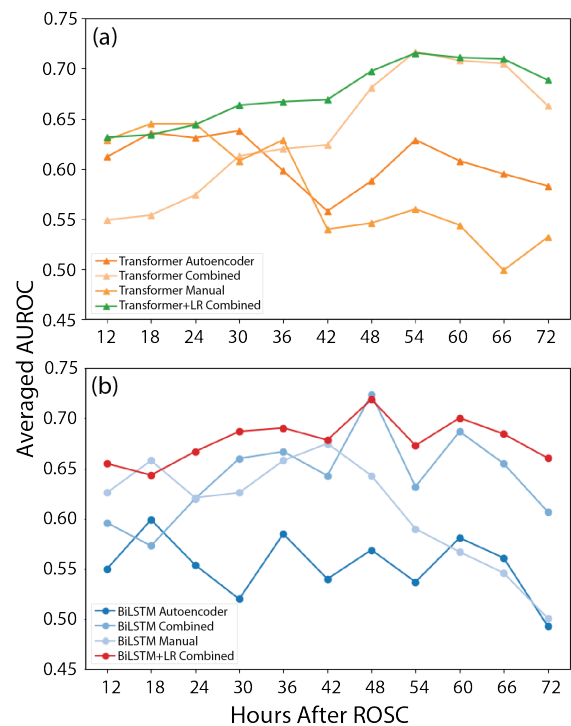 (a)
0.75
0.70
0.65
0.60
0.55
0.50
0.45
Transformer Autoencoder
Transformer Combined
Transformer Manual
Transformer+LR Combined
12 18 24 30 36 42 48 54 60 66 72
Averaged AUROC
(b)
0.75
0.70
0.65
0.60
0.55
0.50
0.45
BiLSTM Autoencoder
BiLSTM Combined
BiLSTM Manual
BiLSTM+LR Combined
12 18 24 30 36 42 48 54 60 66 72
Hours After ROSC